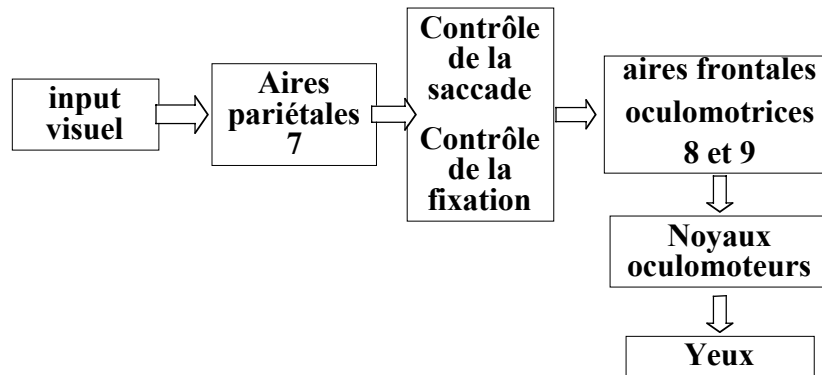 input
visuel
Aires
pariétales
7
Contrôle
de la
saccade
Contrôle
de la
fixation
aires frontales
oculomotrices
8 et 9
Noyaux
oculomoteurs
Yeux